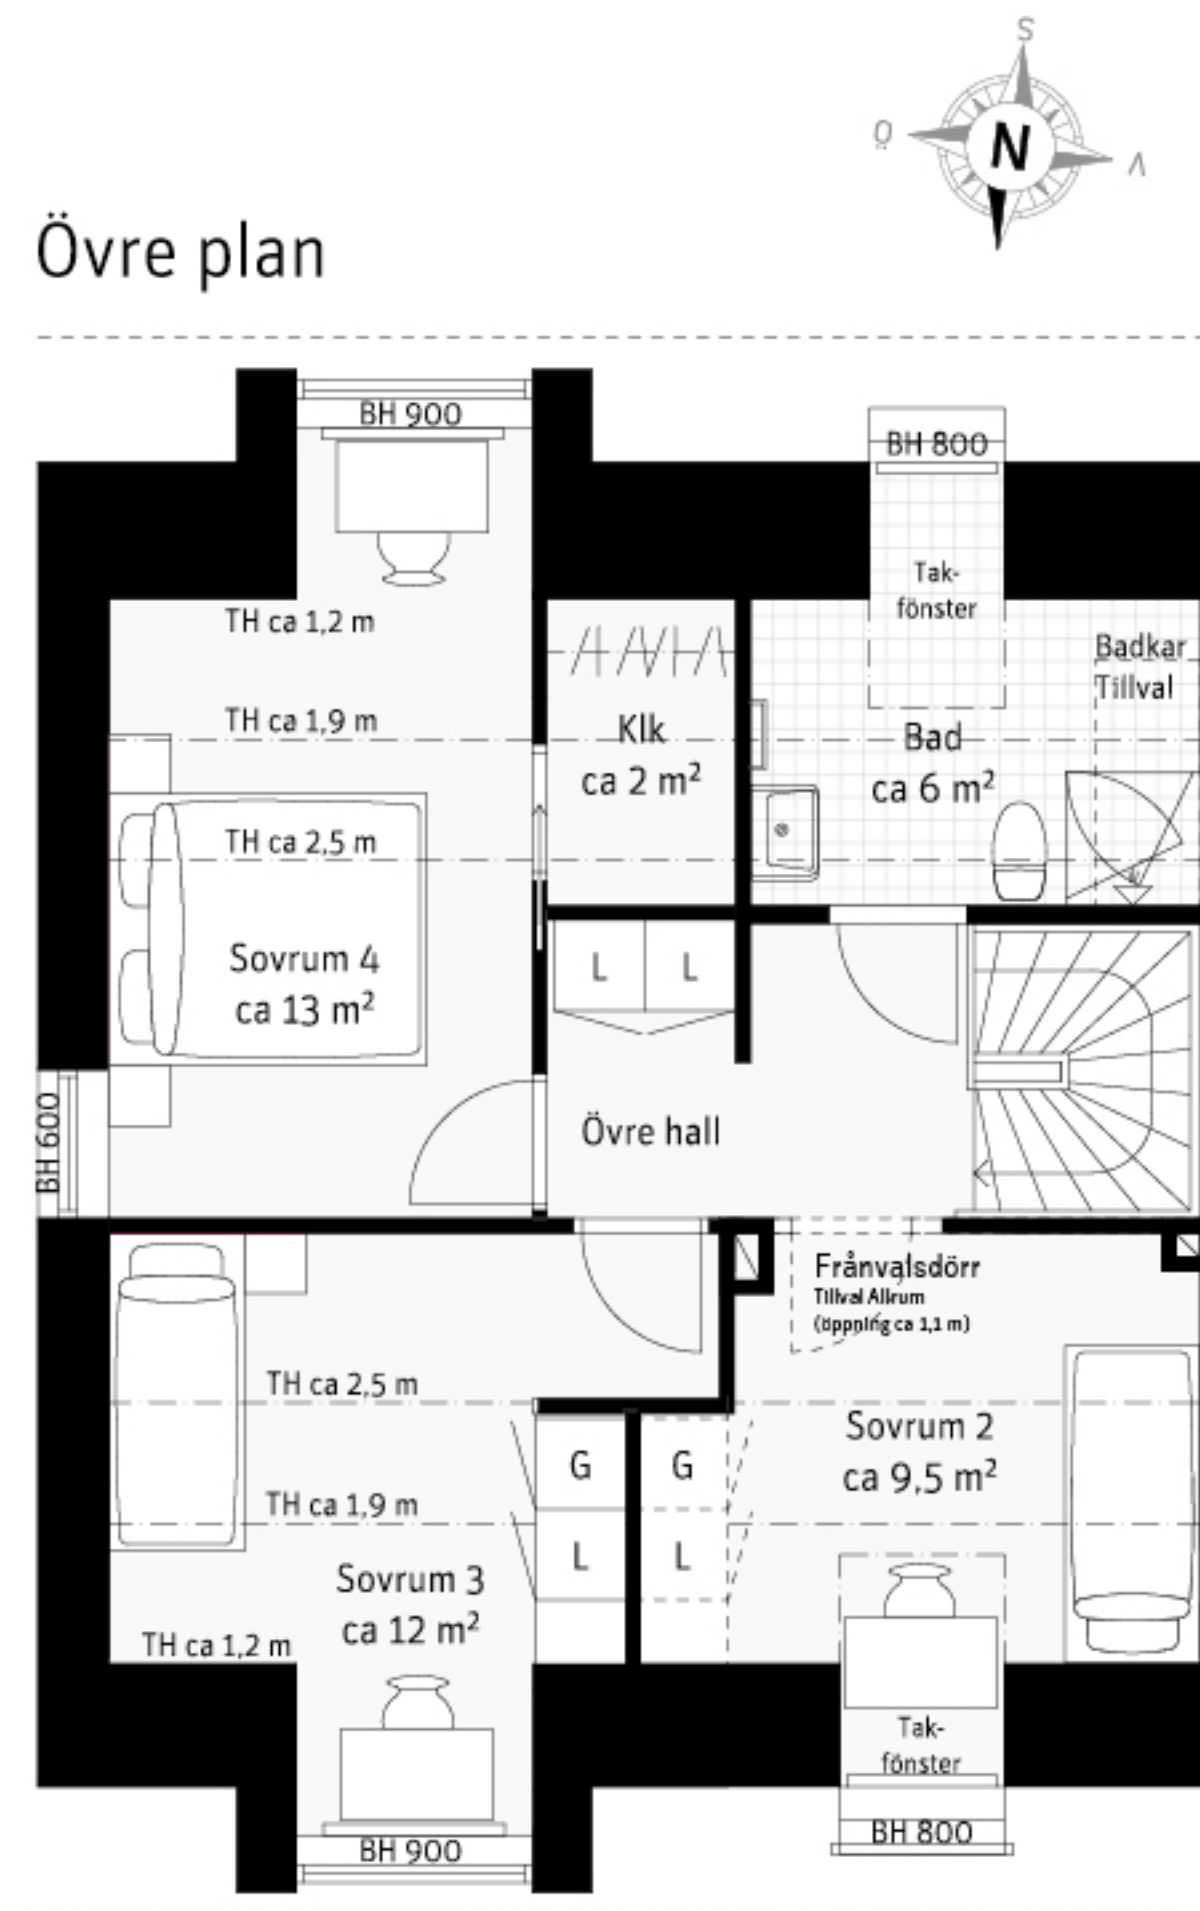 S
Ö
N
V
Övre plan
BH 900
BH 800
Tak-
fönster
TH ca 1,2 m
Badkar
Tillval
TH ca 1,9 m
Klk
ca 2 m²
Bad
ca 6 m²
TH ca 2,5 m
Sovrum 4
ca 13 m²
L
L
BH 600
Övre hall
Frånvalsdörr
Tillval Allrum
(öppning ca 1,1 m)
TH ca 2,5 m
Sovrum 2
ca 9,5 m²
G
G
TH ca 1,9 m
L
L
Sovrum 3
ca 12 m²
TH ca 1,2 m
Tak-
fönster
BH 800
BH 900